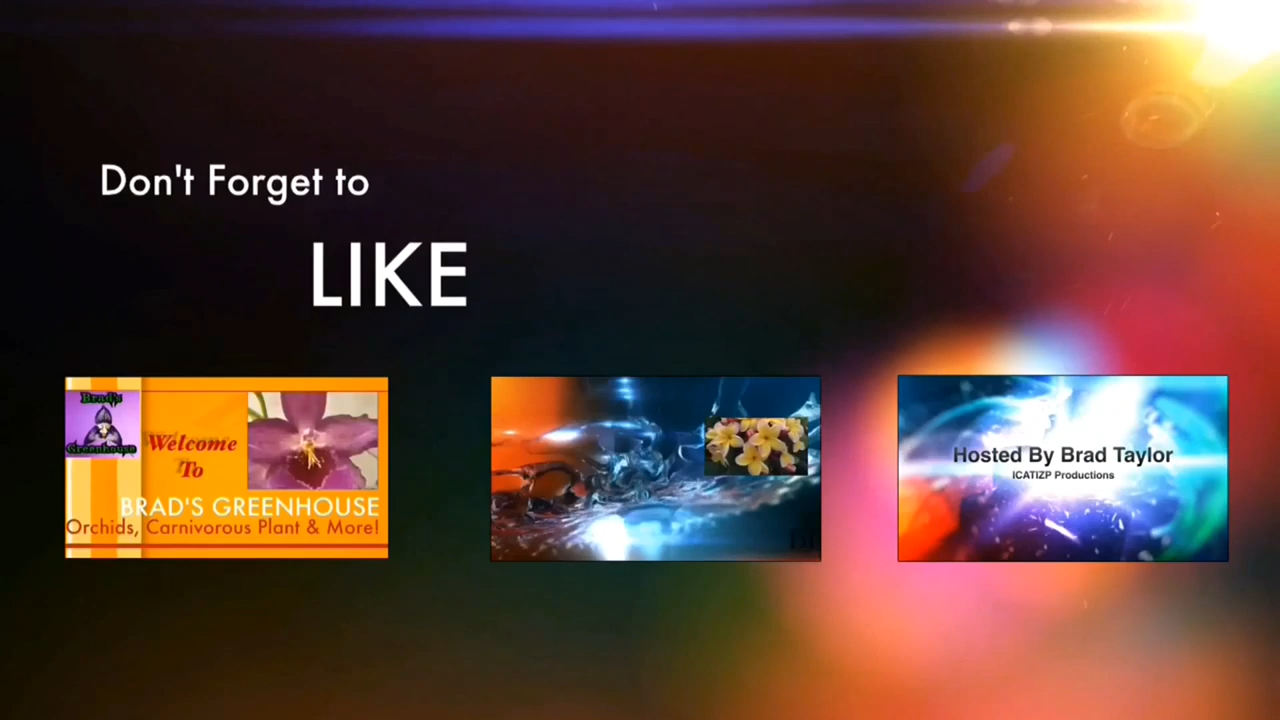 Don't Forget to
LIKE
Brad's
Greenhouse
Welcome
To
BRAD'S GREENHOUSE
Orchids, Carnivorous Plant & More!
Hosted By Brad Taylor
ICATIZP Productions